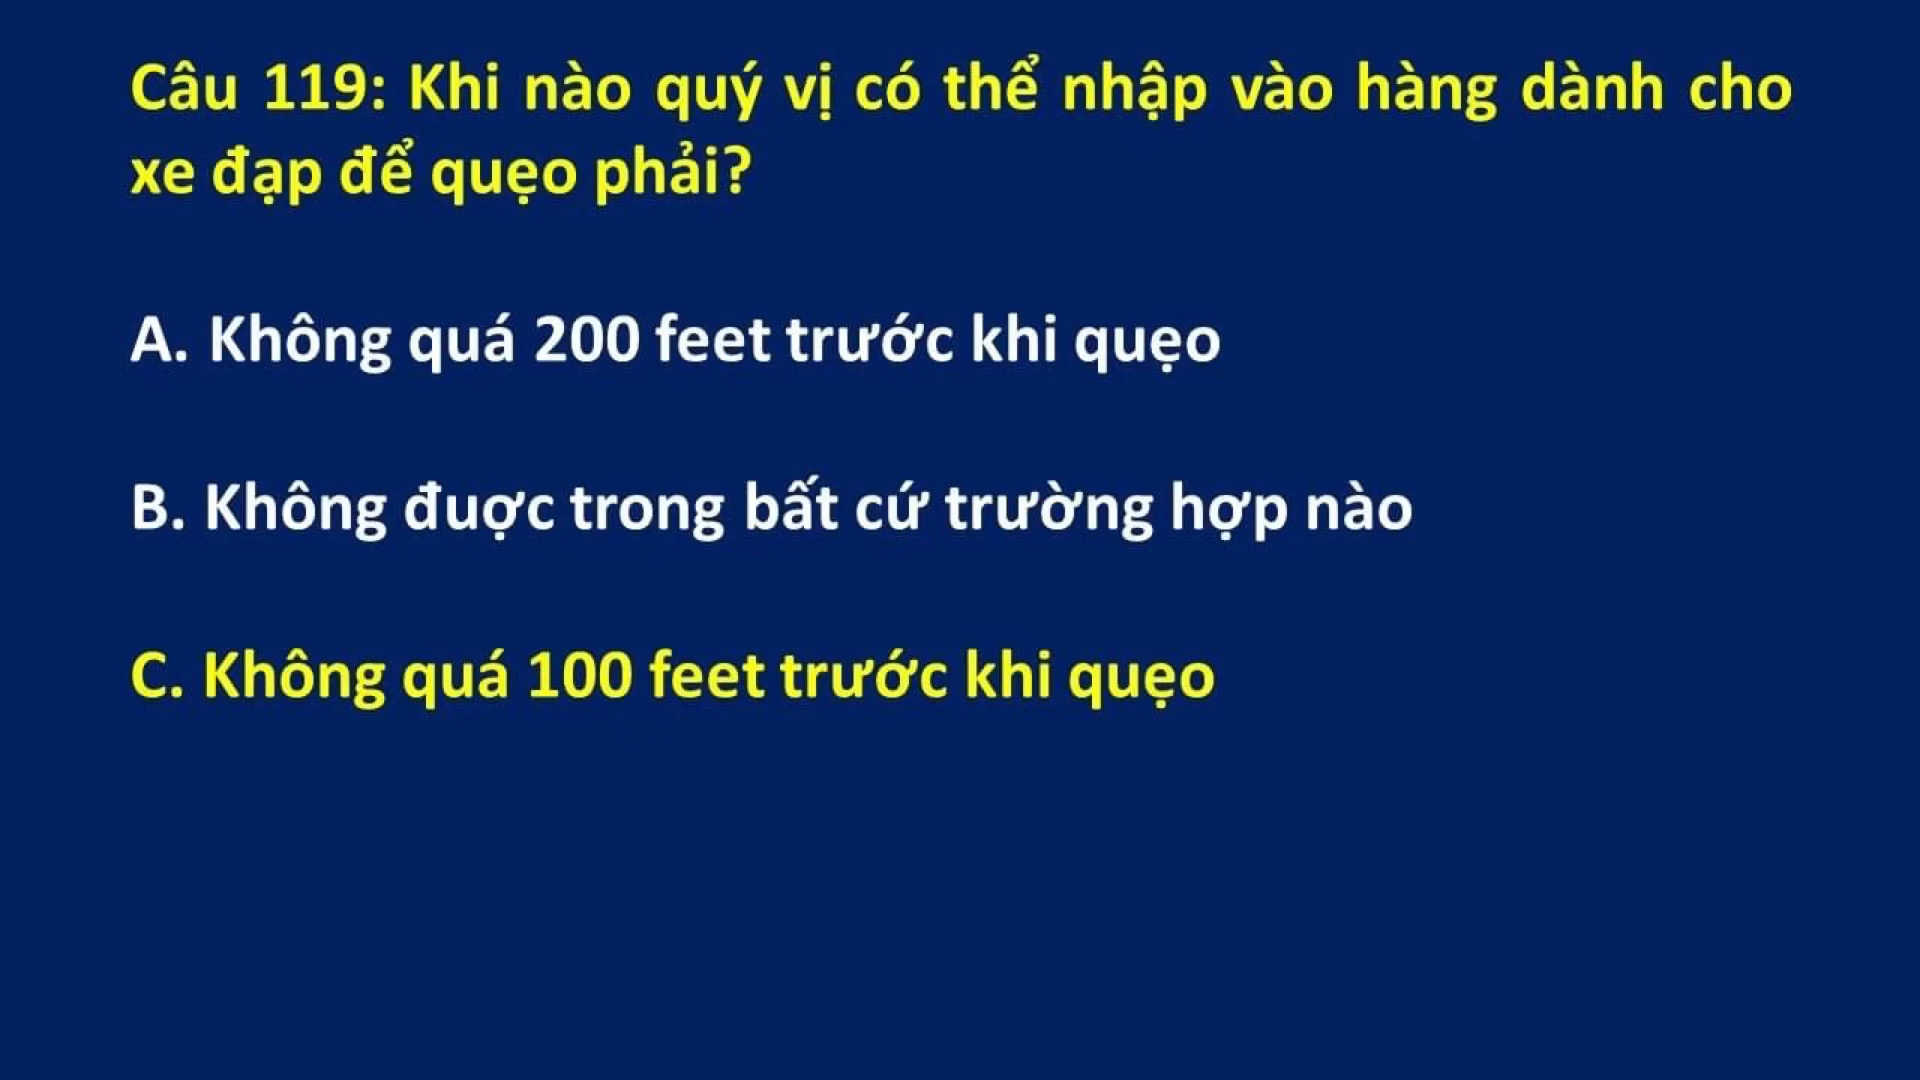 Câu 119: Khi nào quý vị có thể nhập vào hàng dành cho
xe đạp để quẹo phải?
A. Không quá 200 feet trước khi quẹo
B. Không đuợc trong bất cứ trường hợp nào
C. Không quá 100 feet trước khi quẹo